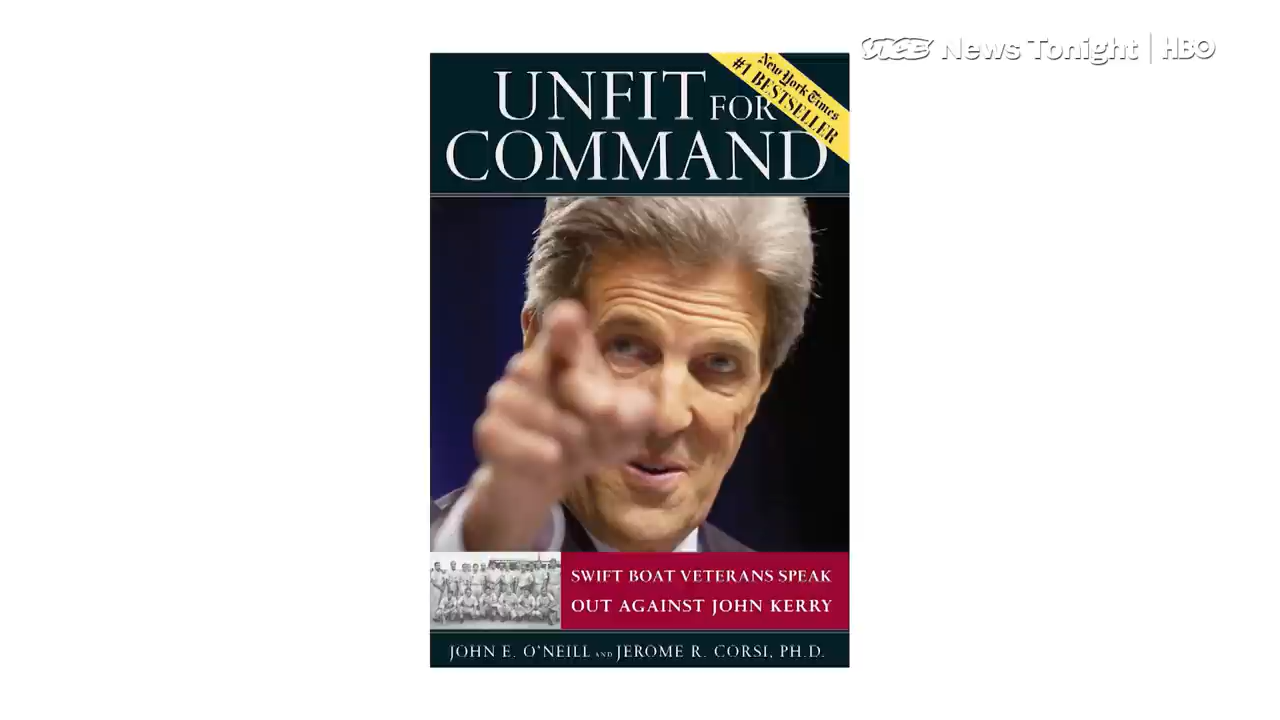 VICE News Tonight | HBO
New York Times
#1 BESTSELLER
UNFIT FOR
COMMAND
SWIFT BOAT VETERANS SPEAK
OUT AGAINST JOHN KERRY
JOHN E. O'NEILL AND JEROME R. CORSI, PH.D.